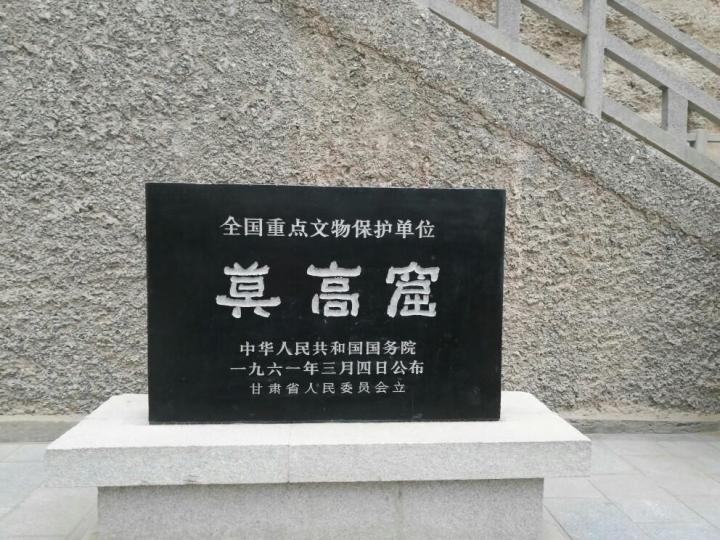 全国重点文物保护单位
莫高窟
中华人民共和国国务院
一九六一年三月四日公布
甘肃省人民委员会立